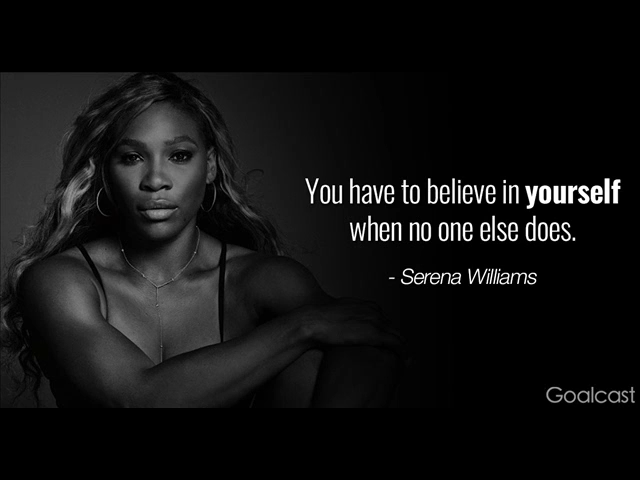 You have to believe in yourself
when no one else does.
- Serena Williams
Goalcast